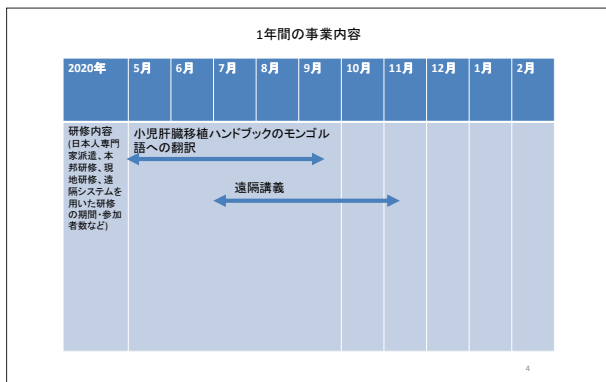 1年間の事業内容
2020年 5月 6月 7月 8月 9月 10月 11月 12月 1月 2月
研修内容
(日本人専門
家派遣、本
邦研修、現
地研修、遠
隔システムを
用いた研修
の期間・参加
者数など)
小児肝臓移植ハンドブックのモンゴル
語への翻訳
遠隔講義
4